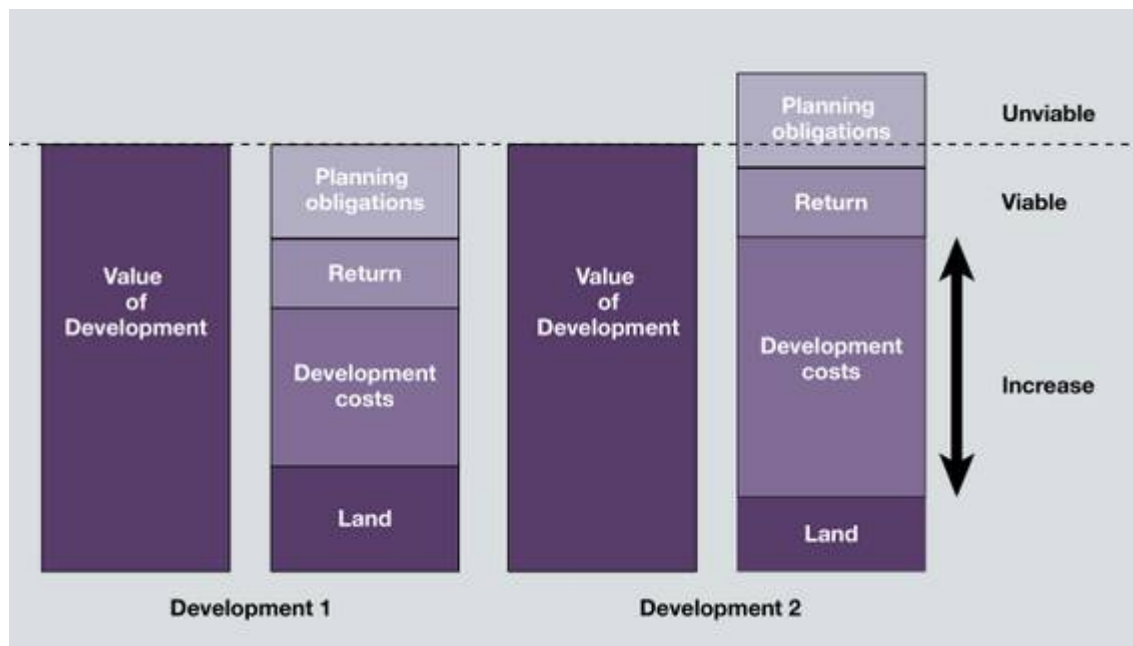 Value
of
Development
Planning
obligations
Return
Development
costs
Land
Development 1
Value
of
Development
Planning
obligations
Return
Development
costs
Land
Development 2
Unviable
Viable
Increase